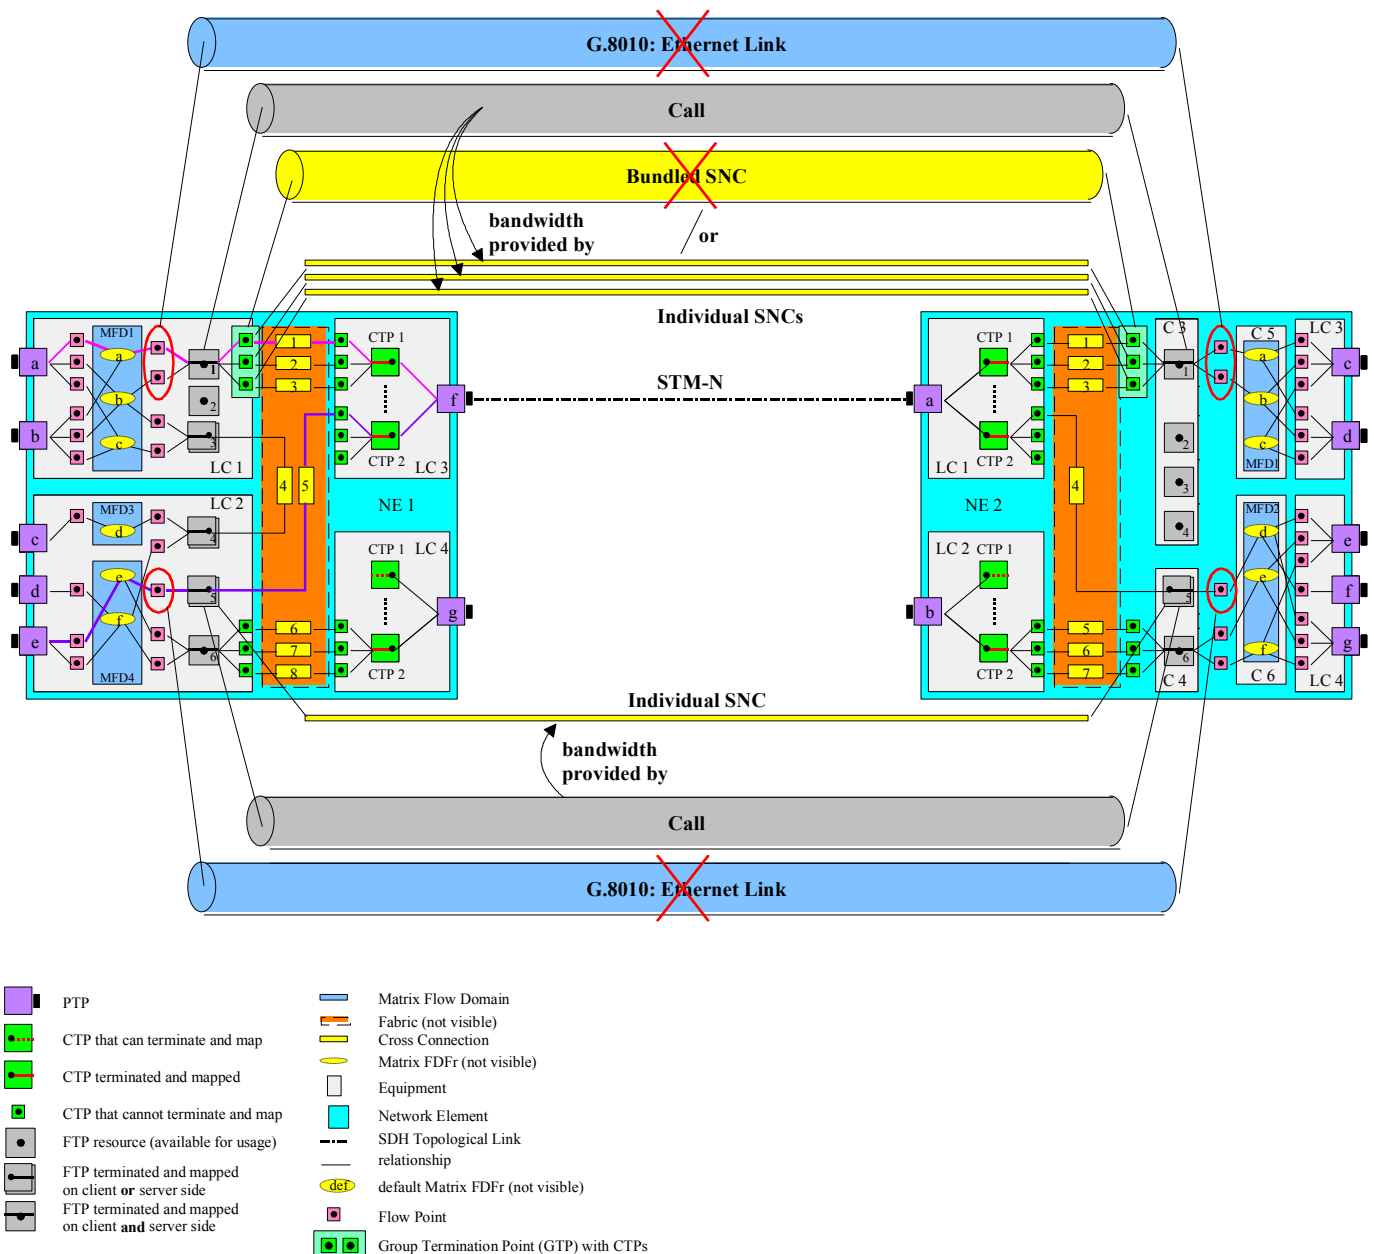 G.8010: Ethernet Link
Call
Bundled SNC
bandwidth
provided by
or
Individual SNCs
STM-N
MFD1
a
b
c
a
b
1
2
3
LC 1
1
2
3
4
5
CTP 1
CTP 2
LC 3
f
NE 1
LC 2
MFD3
d
c
d
e
e
f
MFD4
4
5
6
6
7
8
CTP 1
LC 4
CTP 2
g
CTP 1
CTP 2
LC 1
a
NE 2
LC 2
CTP 1
CTP 2
b
1
2
3
4
5
6
7
C 3
1
2
3
4
C 5
a
b
c
MFD1
LC 3
c
d
MFD2
d
e
f
C 6
e
f
g
LC 4
5
6
C 4
Individual SNC
bandwidth
provided by
Call
G.8010: Ethernet Link
PTP
CTP that can terminate and map
CTP terminated and mapped
CTP that cannot terminate and map
FTP resource (available for usage)
FTP terminated and mapped
on client or server side
FTP terminated and mapped
on client and server side
Matrix Flow Domain
Fabric (not visible)
Cross Connection
Matrix FDFr (not visible)
Equipment
Network Element
SDH Topological Link
relationship
def
default Matrix FDFr (not visible)
Flow Point
Group Termination Point (GTP) with CTPs